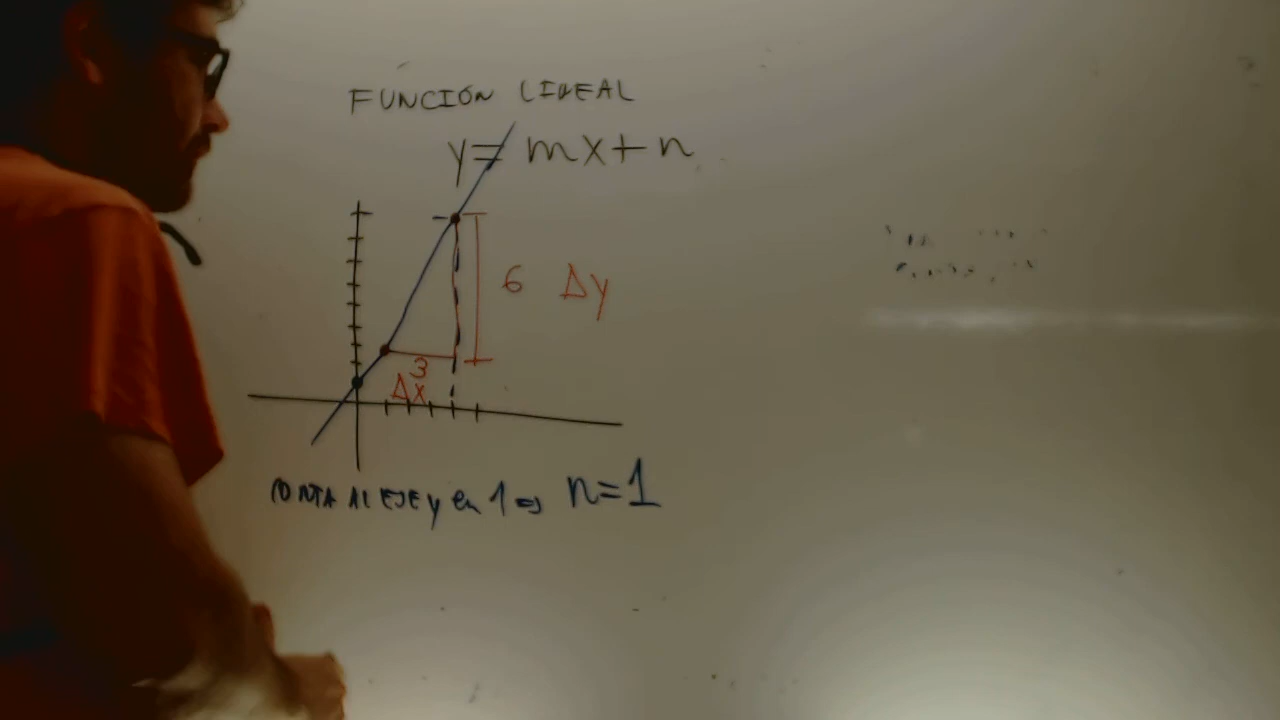 FUNCIÓN LINEAL
y = mx + n
6 Δy
3
Δx
CORTA AL EJE y en 1 ⇒ n=1